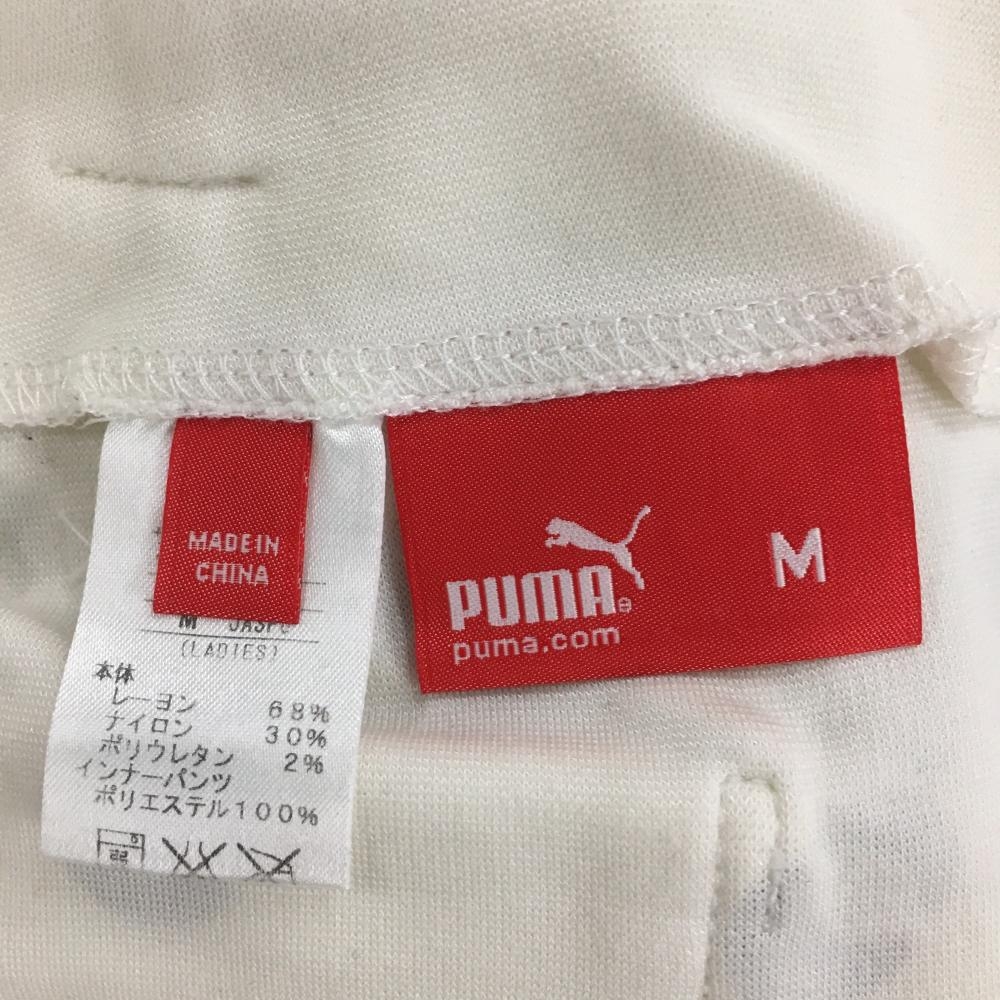 MADE IN
CHINA
M
(LADIES)
本体
レーヨン 68%
ナイロン 30%
ポリウレタン 2%
インナーパンツ
ポリエステル100%
PUMA®
puma.com
M